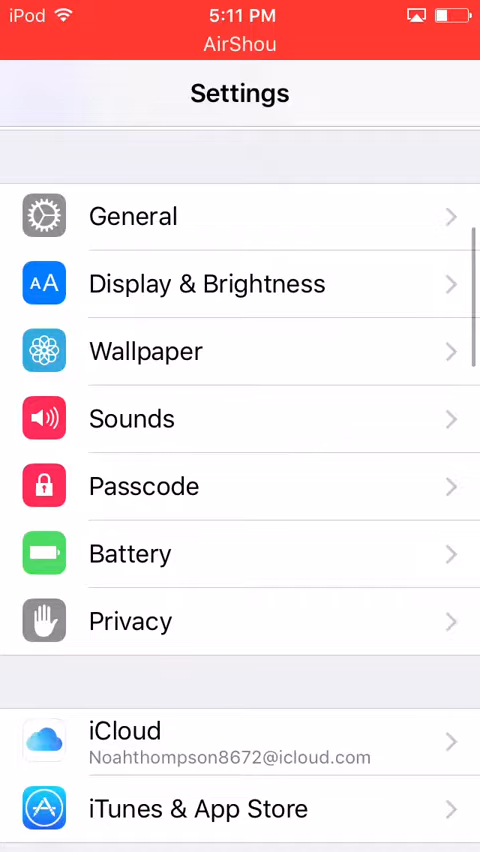 iPod 5:11 PM
AirShou
Settings
General
AA Display & Brightness
Wallpaper
Sounds
Passcode
Battery
Privacy
iCloud
Noahthompson8672@icloud.com
iTunes & App Store